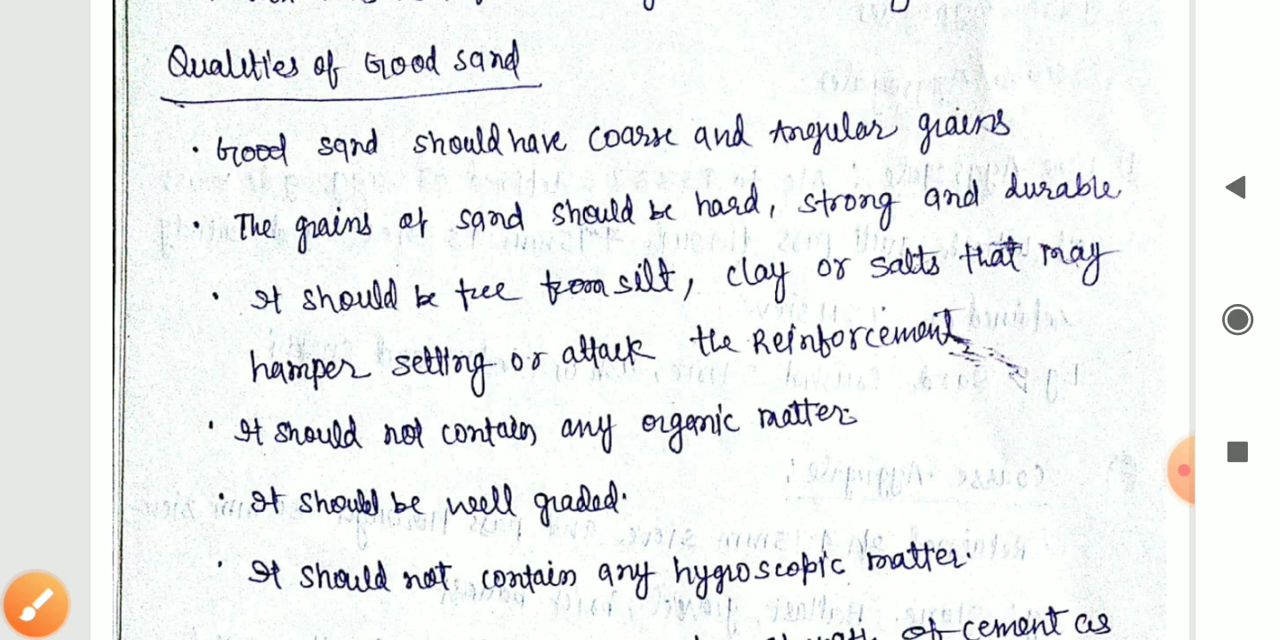 Qualities of Good sand
· Good sand should have coarse and Angular grains
· The grains of sand should be hard, strong and durable
· It should be free from silt, clay or salts that may
hamper setting or attack the Reinforcement
· It should not contain any organic matter
· It should be well graded.
· It should not contain any hygroscopic matter
of cement as